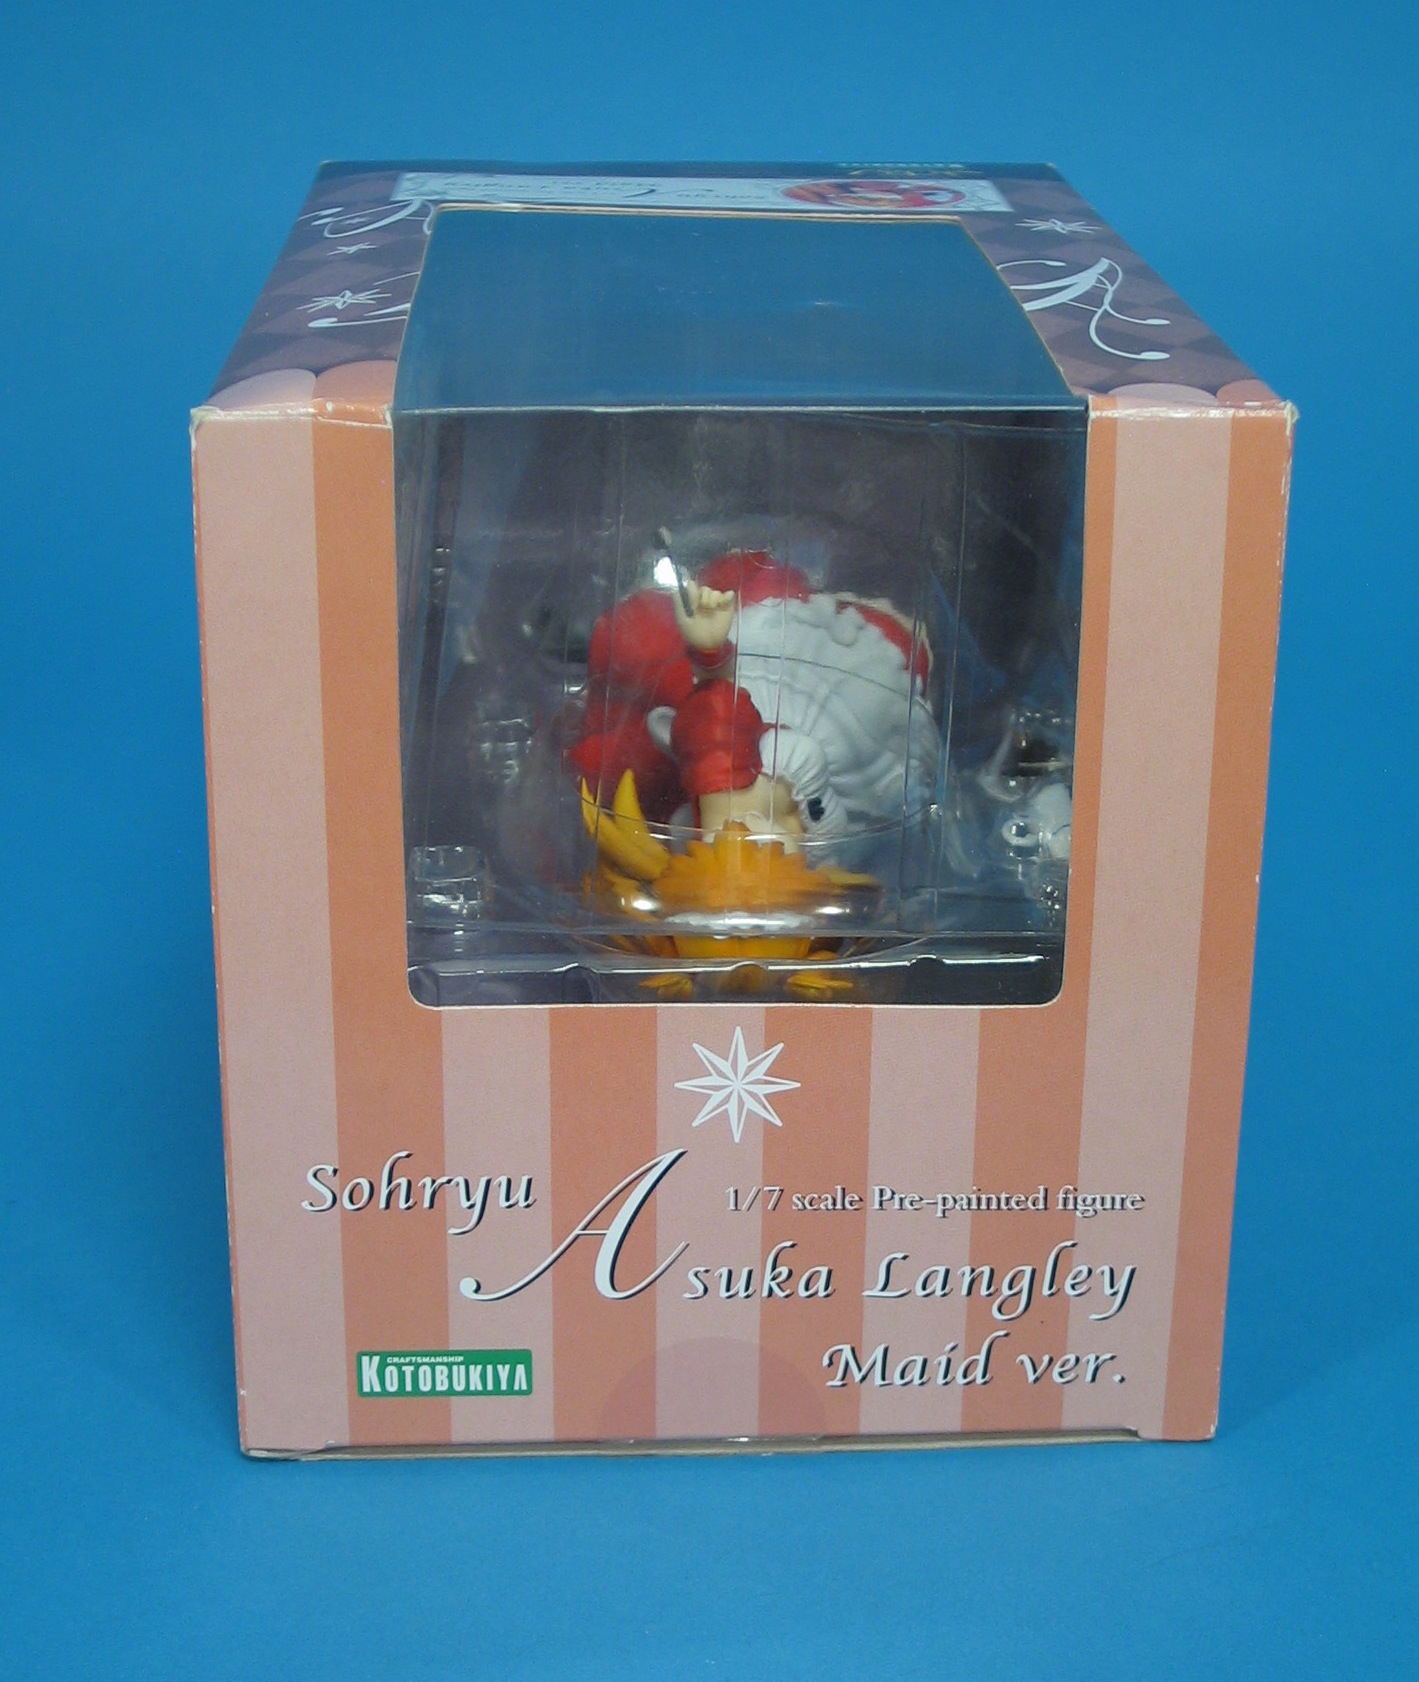 Sohryu
1/7 scale Pre-painted figure
Asuka Langley
Maid ver.
CRAFTSMANSHIP
KOTOBUKIYA